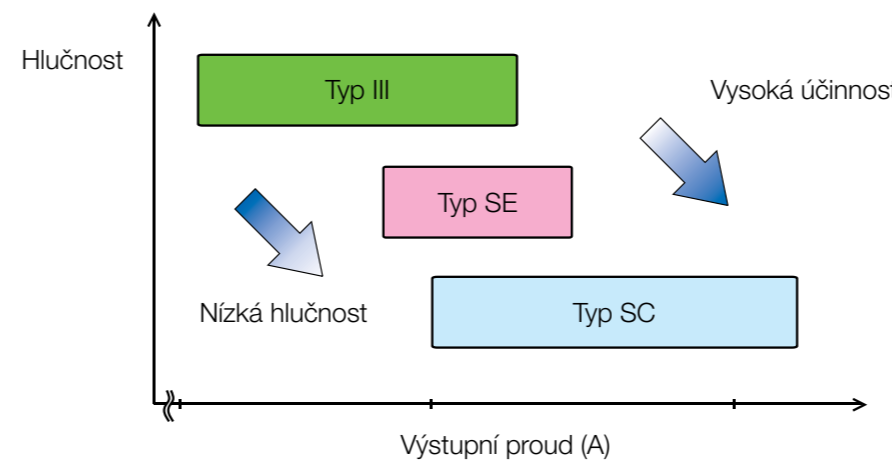 Hlučnost
Typ III
Vysoká účinnost
Typ SE
Nízká hlučnost
Typ SC
Výstupní proud (A)